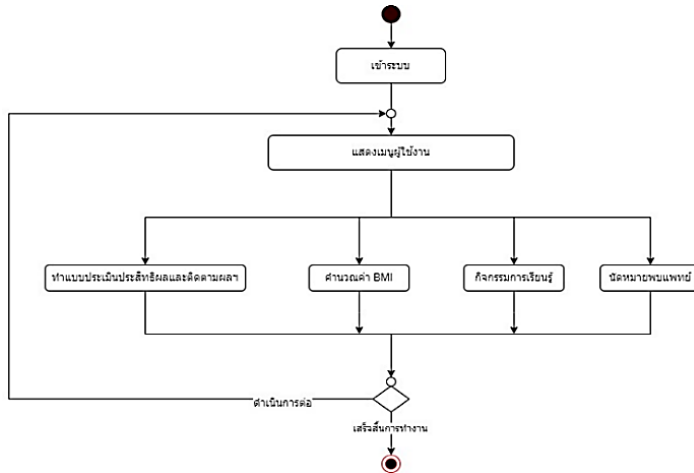 เข้าระบบ
แสดงเมนูผู้ใช้งาน
ทำแบบประเมินประสิทธิผลและติดตามผลฯ
คำนวณค่า BMI
กิจกรรมการเรียนรู้
นัดหมายพบแพทย์
ดำเนินการต่อ
เสร็จสิ้นการทำงาน